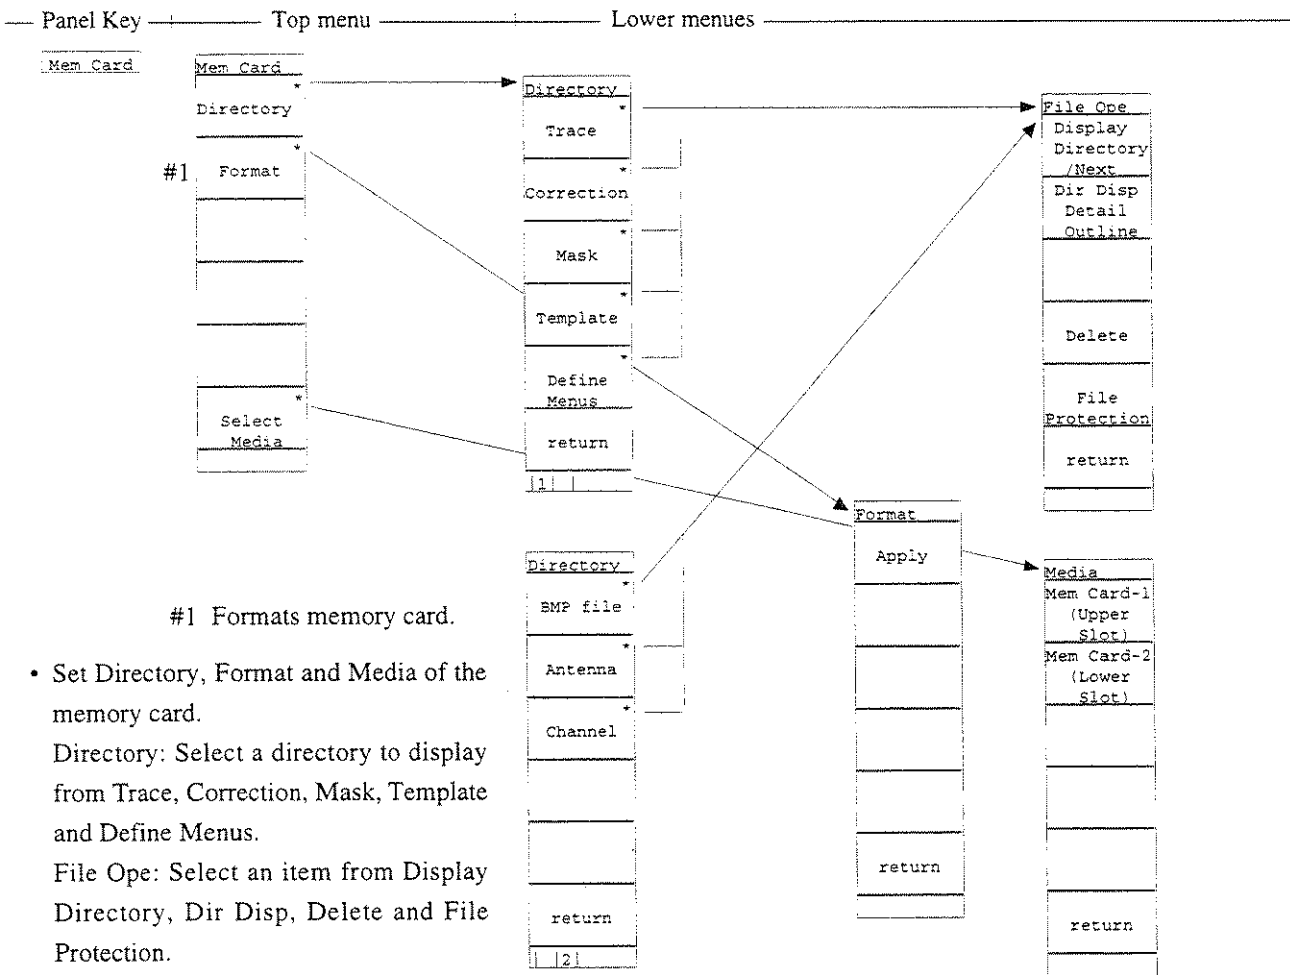 Panel Key Top menu Lower menues
Mem Card
Mem Card
*
Directory
*
#1 Format
*
Select
Media
Directory
*
Trace
*
Correction
*
Mask
*
Template
*
Define
Menus
return
1
File Ope
Display
Directory
/Next
Dir Disp
Detail
Outline
Delete
File
Protection
return
Directory
*
BMP file
*
Antenna
*
Channel
return
2
Format
Apply
return
Media
Mem Card-1
(Upper
Slot)
Mem Card-2
(Lower
Slot)
return
#1 Formats memory card.
• Set Directory, Format and Media of the
memory card.
Directory: Select a directory to display
from Trace, Correction, Mask, Template
and Define Menus.
File Ope: Select an item from Display
Directory, Dir Disp, Delete and File
Protection.